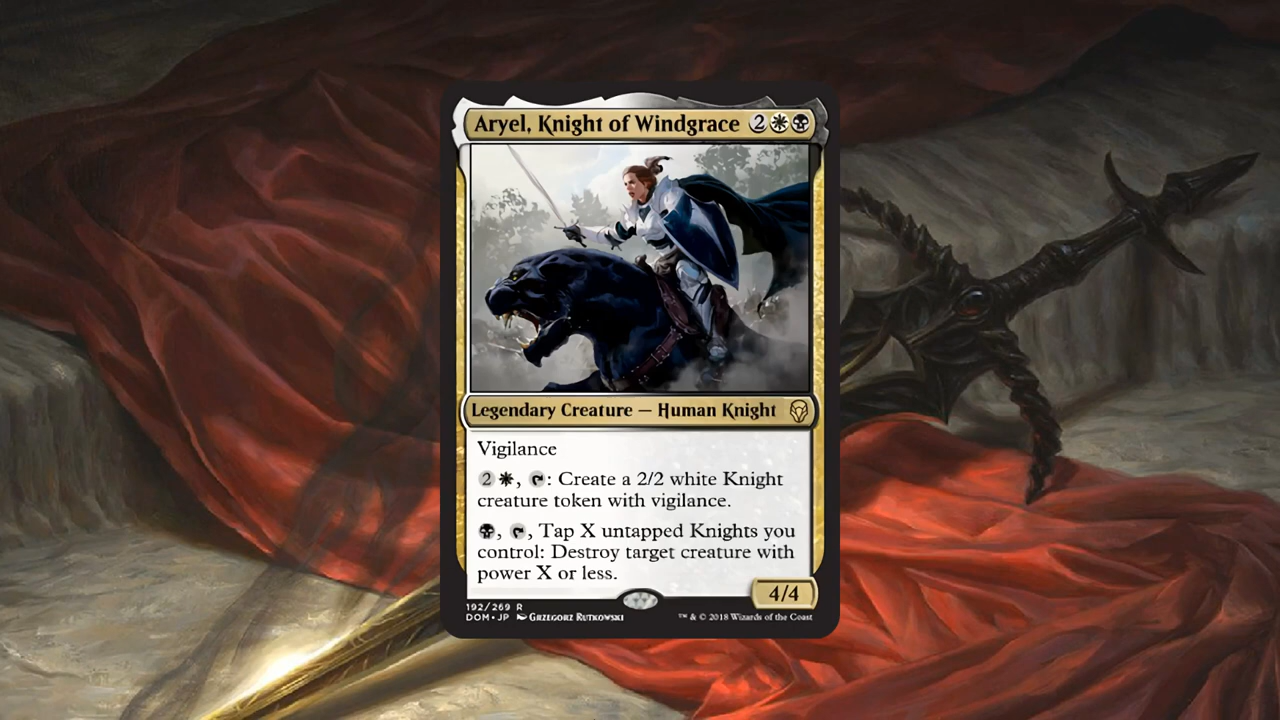 Aryel, Knight of Windgrace 2
Legendary Creature — Human Knight
Vigilance
2 , : Create a 2/2 white Knight
creature token with vigilance.
, , Tap X untapped Knights you
control: Destroy target creature with
power X or less.
4/4
192/269 R
DOM • JP Grzegorz Rutkowski
™ & © 2018 Wizards of the Coast